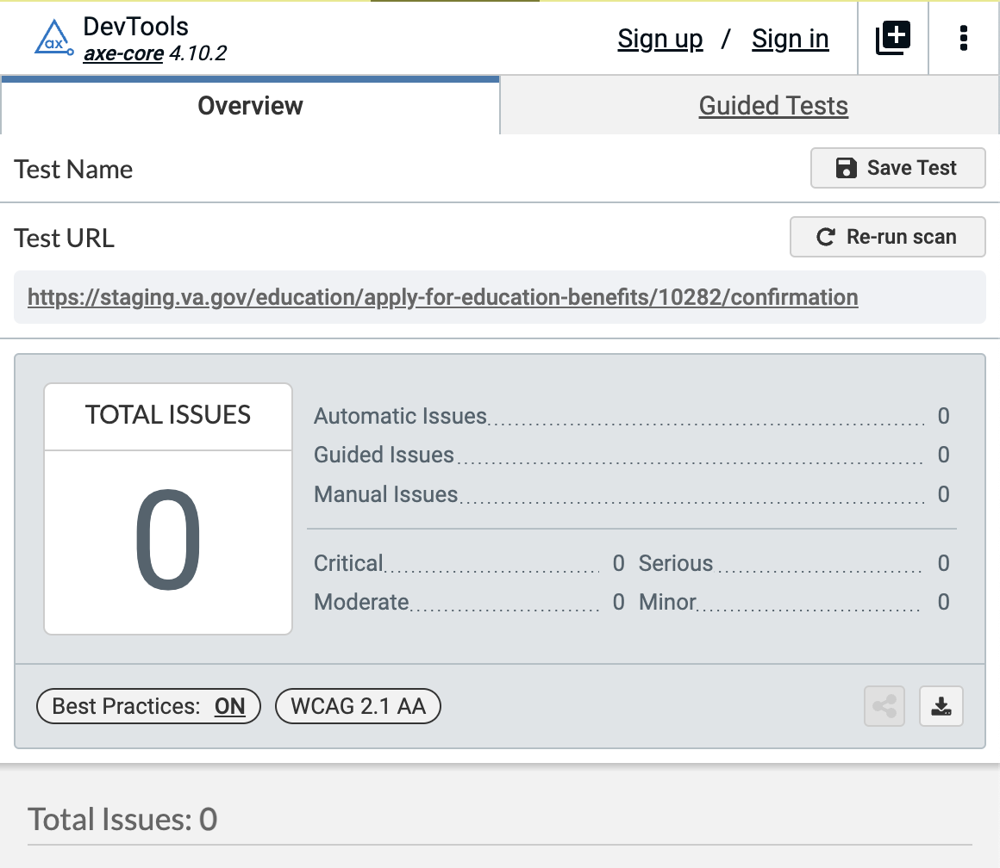 ax
DevTools
axe-core 4.10.2
Sign up / Sign in
Overview
Guided Tests
Test Name
Save Test
Test URL
Re-run scan
https://staging.va.gov/education/apply-for-education-benefits/10282/confirmation
TOTAL ISSUES
0
Automatic Issues 0
Guided Issues 0
Manual Issues 0
Critical 0 Serious 0
Moderate 0 Minor 0
Best Practices: ON
WCAG 2.1 AA
Total Issues: 0